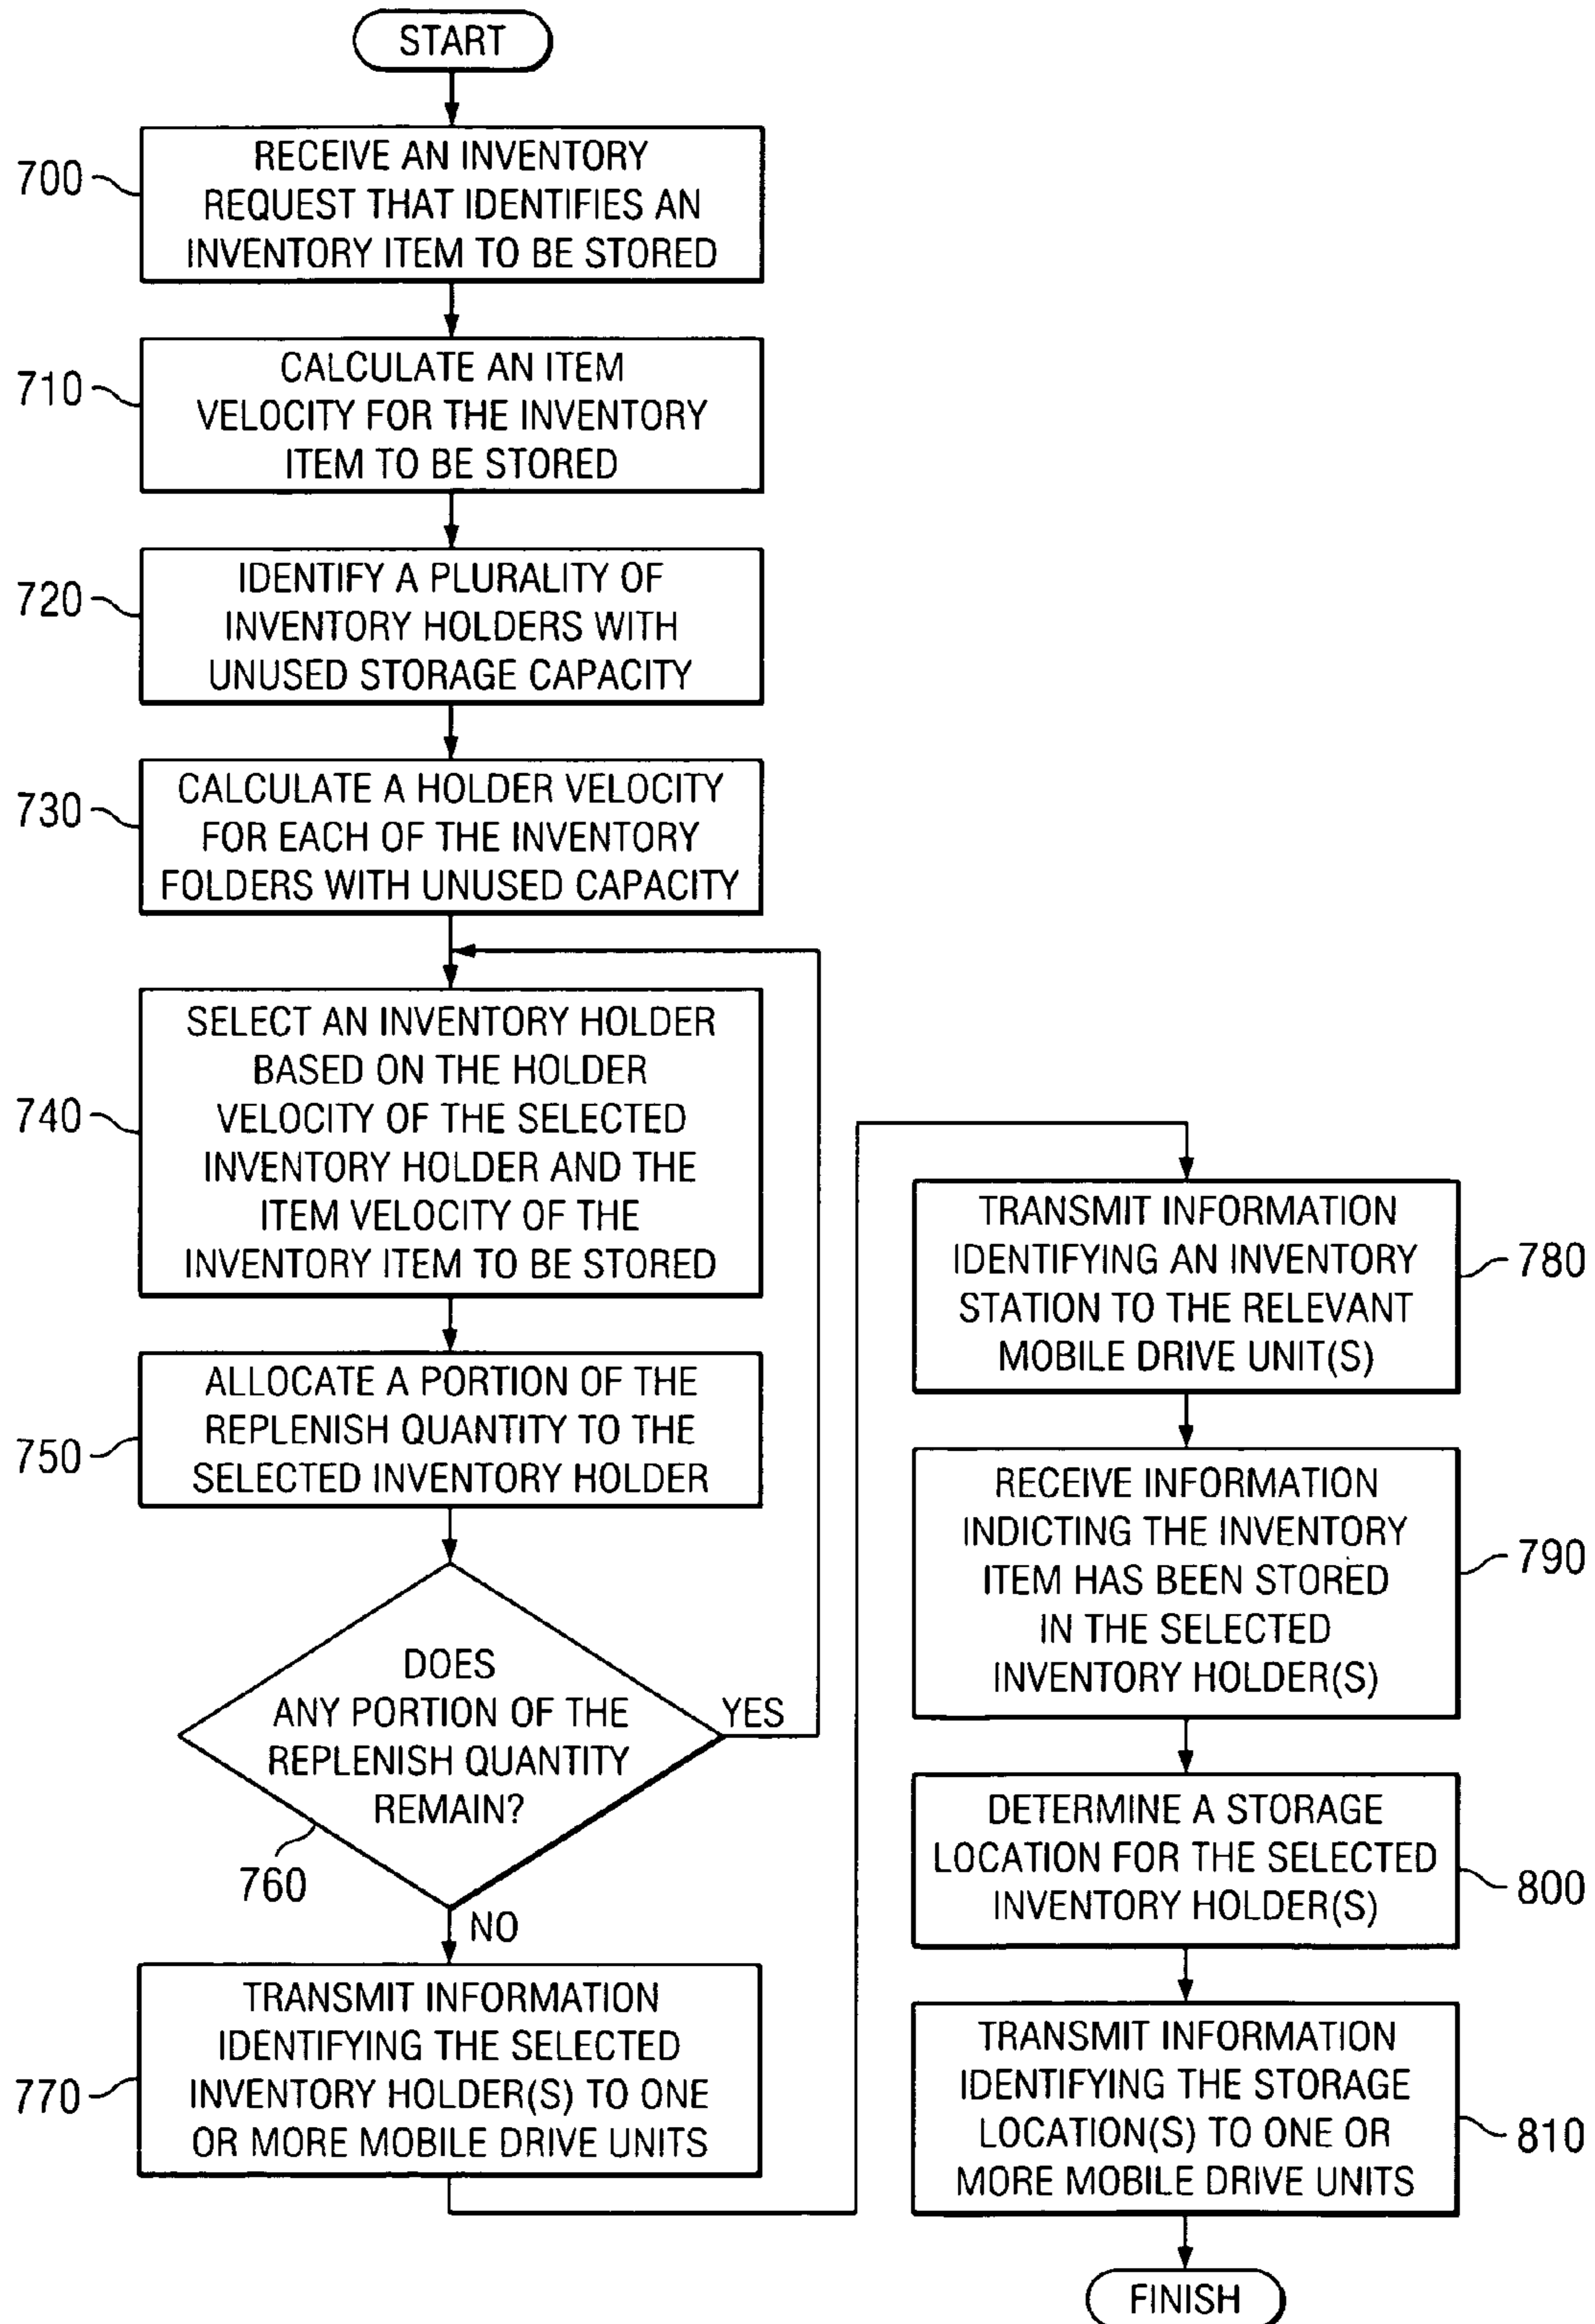 START
700
RECEIVE AN INVENTORY
REQUEST THAT IDENTIFIES AN
INVENTORY ITEM TO BE STORED
710
CALCULATE AN ITEM
VELOCITY FOR THE INVENTORY
ITEM TO BE STORED
720
IDENTIFY A PLURALITY OF
INVENTORY HOLDERS WITH
UNUSED STORAGE CAPACITY
730
CALCULATE A HOLDER VELOCITY
FOR EACH OF THE INVENTORY
FOLDERS WITH UNUSED CAPACITY
740
SELECT AN INVENTORY HOLDER
BASED ON THE HOLDER
VELOCITY OF THE SELECTED
INVENTORY HOLDER AND THE
ITEM VELOCITY OF THE
INVENTORY ITEM TO BE STORED
750
ALLOCATE A PORTION OF THE
REPLENISH QUANTITY TO THE
SELECTED INVENTORY HOLDER
DOES
ANY PORTION OF THE
REPLENISH QUANTITY
REMAIN?
YES
760
NO
770
TRANSMIT INFORMATION
IDENTIFYING THE SELECTED
INVENTORY HOLDER(S) TO ONE
OR MORE MOBILE DRIVE UNITS
TRANSMIT INFORMATION
IDENTIFYING AN INVENTORY
STATION TO THE RELEVANT
MOBILE DRIVE UNIT(S)
780
RECEIVE INFORMATION
INDICTING THE INVENTORY
ITEM HAS BEEN STORED
IN THE SELECTED
INVENTORY HOLDER(S)
790
DETERMINE A STORAGE
LOCATION FOR THE SELECTED
INVENTORY HOLDER(S)
800
TRANSMIT INFORMATION
IDENTIFYING THE STORAGE
LOCATION(S) TO ONE OR
MORE MOBILE DRIVE UNITS
810
FINISH